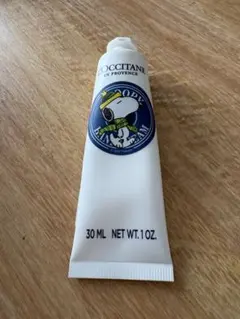 L'OCCITANE
EN PROVENCE
30 ML NET WT. 1 OZ.